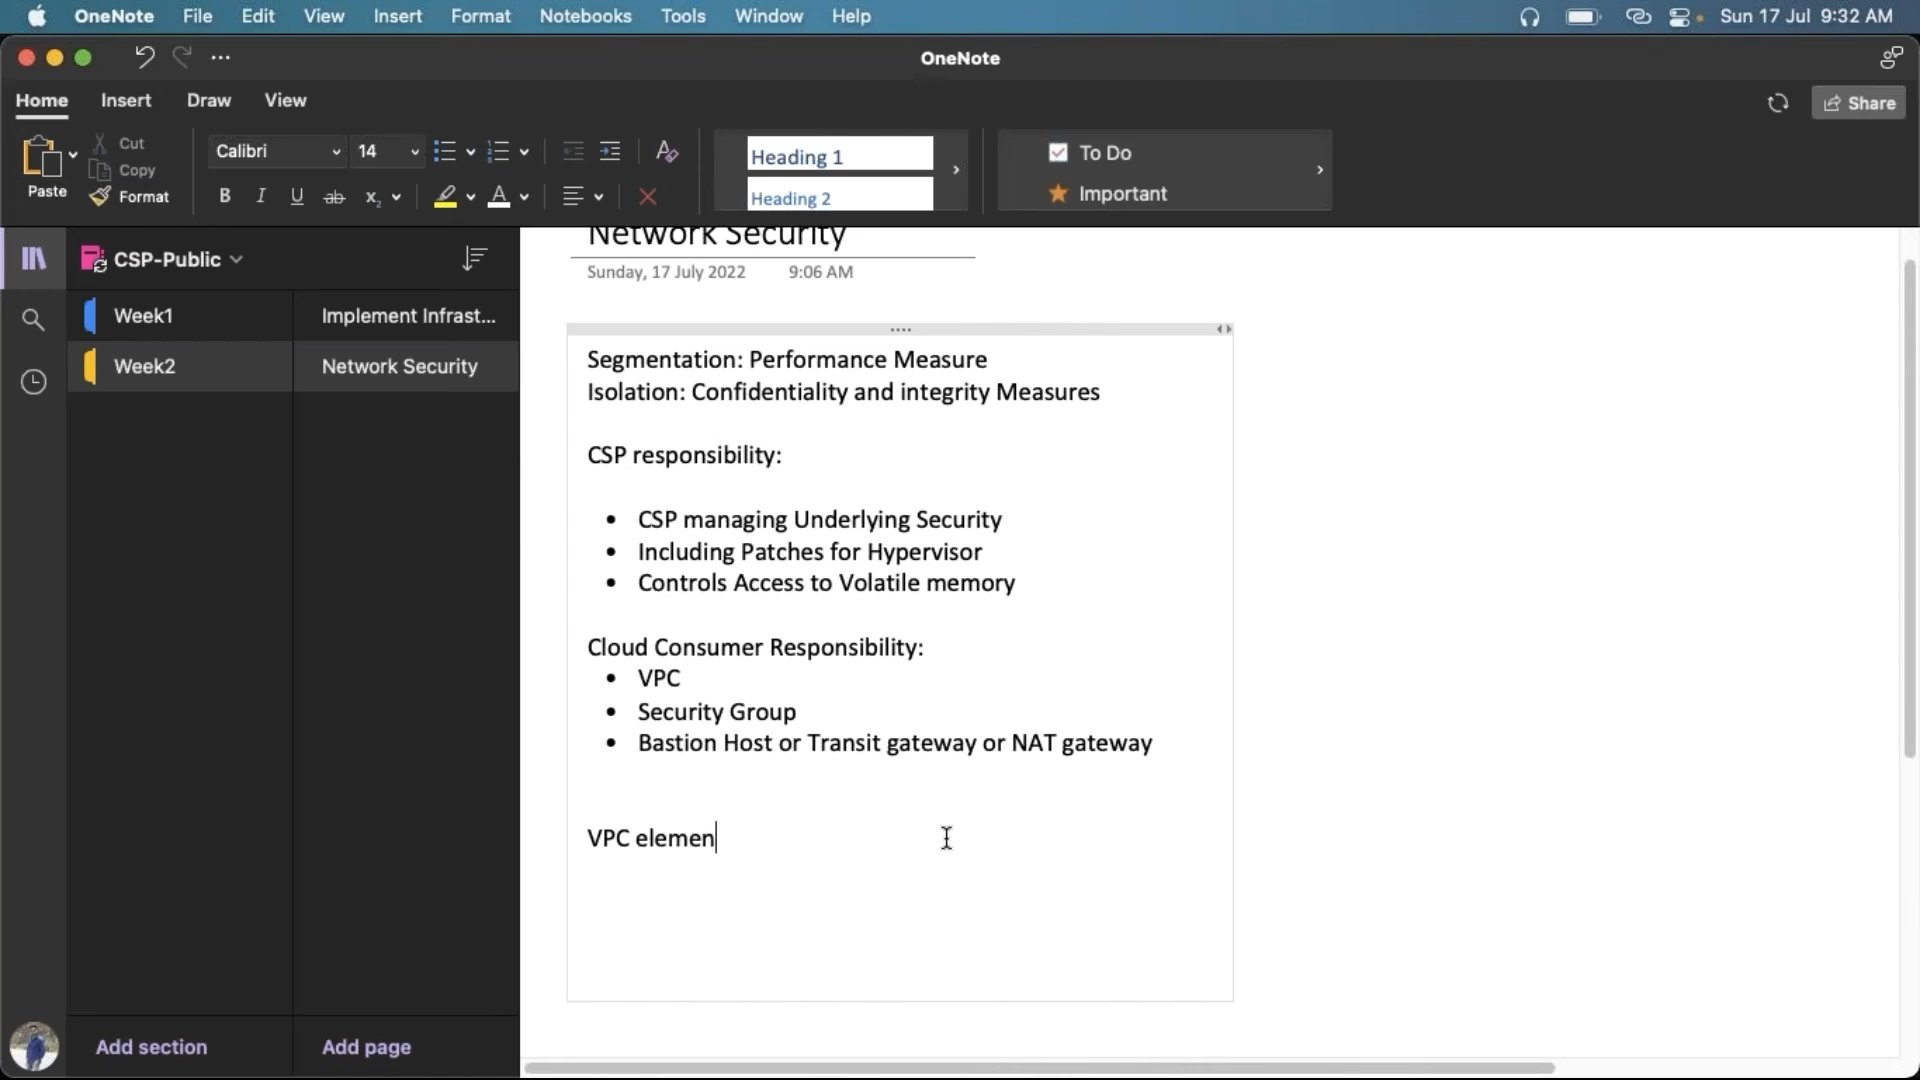 OneNote File Edit View Insert Format Notebooks Tools Window Help Sun 17 Jul 9:32 AM
OneNote
Home Insert Draw View Share
Paste Cut Calibri 14 Heading 1 To Do
Copy
Format B I U ab x₂ A Heading 2 Important
CSP-Public
Week1 Implement Infrast...
Week2 Network Security
Network Security
Sunday, 17 July 2022 9:06 AM
Segmentation: Performance Measure
Isolation: Confidentiality and integrity Measures
CSP responsibility:
• CSP managing Underlying Security
• Including Patches for Hypervisor
• Controls Access to Volatile memory
Cloud Consumer Responsibility:
• VPC
• Security Group
• Bastion Host or Transit gateway or NAT gateway
VPC elemen
Add section Add page